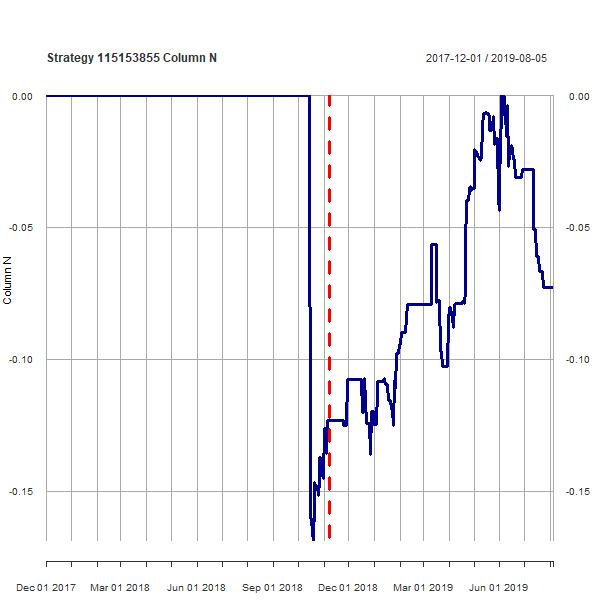 Strategy 115153855 Column N
2017-12-01 / 2019-08-05
0.00 0.00
-0.05 -0.05
Column N
-0.10 -0.10
-0.15 -0.15
Dec 01 2017 Mar 01 2018 Jun 01 2018 Sep 01 2018 Dec 01 2018 Mar 01 2019 Jun 01 2019